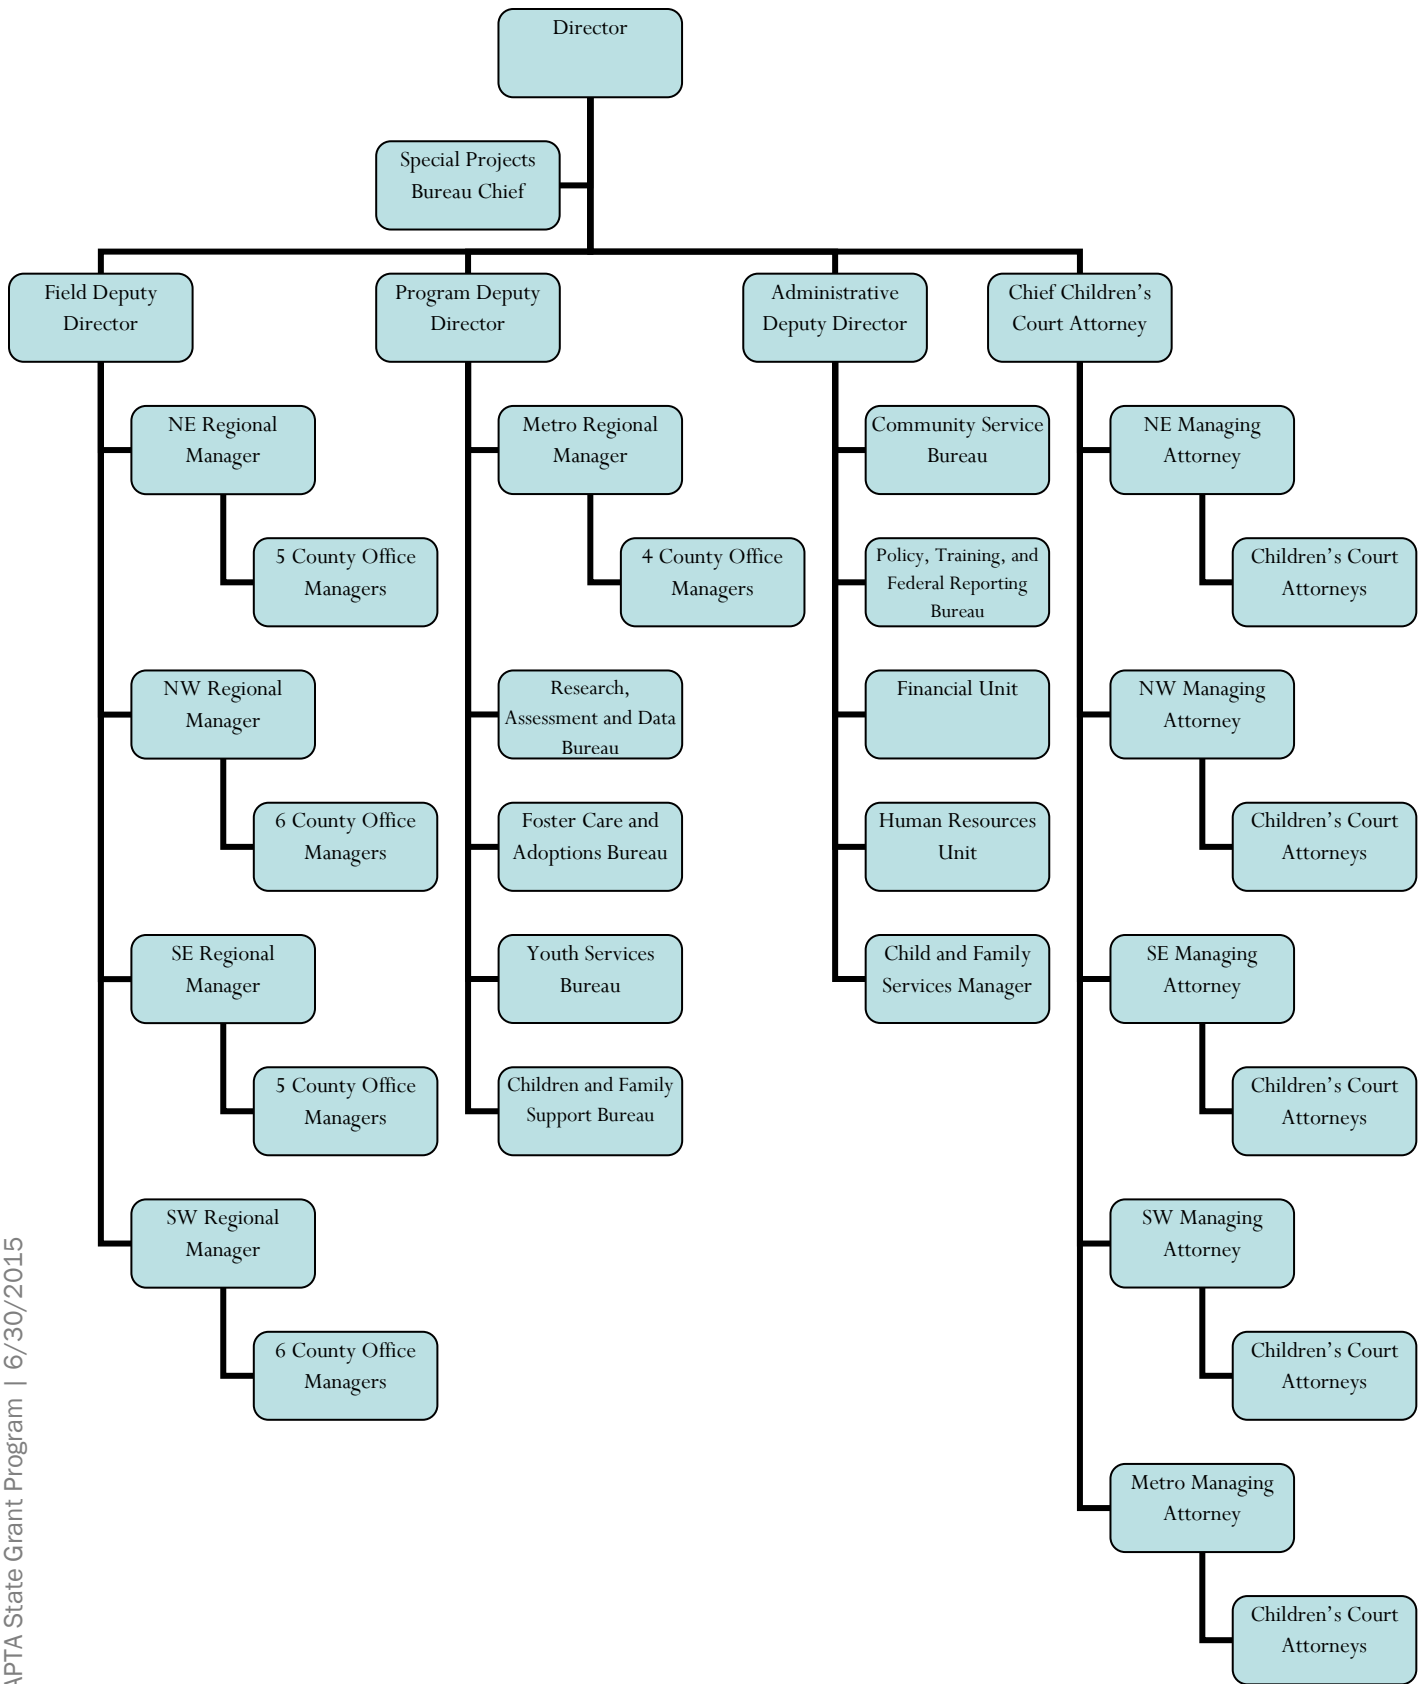 Director
Special Projects
Bureau Chief
Field Deputy
Director
Program Deputy
Director
Administrative
Deputy Director
Chief Children’s
Court Attorney
NE Regional
Manager
5 County Office
Managers
NW Regional
Manager
6 County Office
Managers
SE Regional
Manager
5 County Office
Managers
SW Regional
Manager
6 County Office
Managers
Metro Regional
Manager
4 County Office
Managers
Research,
Assessment and Data
Bureau
Foster Care and
Adoptions Bureau
Youth Services
Bureau
Children and Family
Support Bureau
Community Service
Bureau
Policy, Training, and
Federal Reporting
Bureau
Financial Unit
Human Resources
Unit
Child and Family
Services Manager
NE Managing
Attorney
Children’s Court
Attorneys
NW Managing
Attorney
Children’s Court
Attorneys
SE Managing
Attorney
Children’s Court
Attorneys
SW Managing
Attorney
Children’s Court
Attorneys
Metro Managing
Attorney
Children’s Court
Attorneys
APTA State Grant Program | 6/30/2015